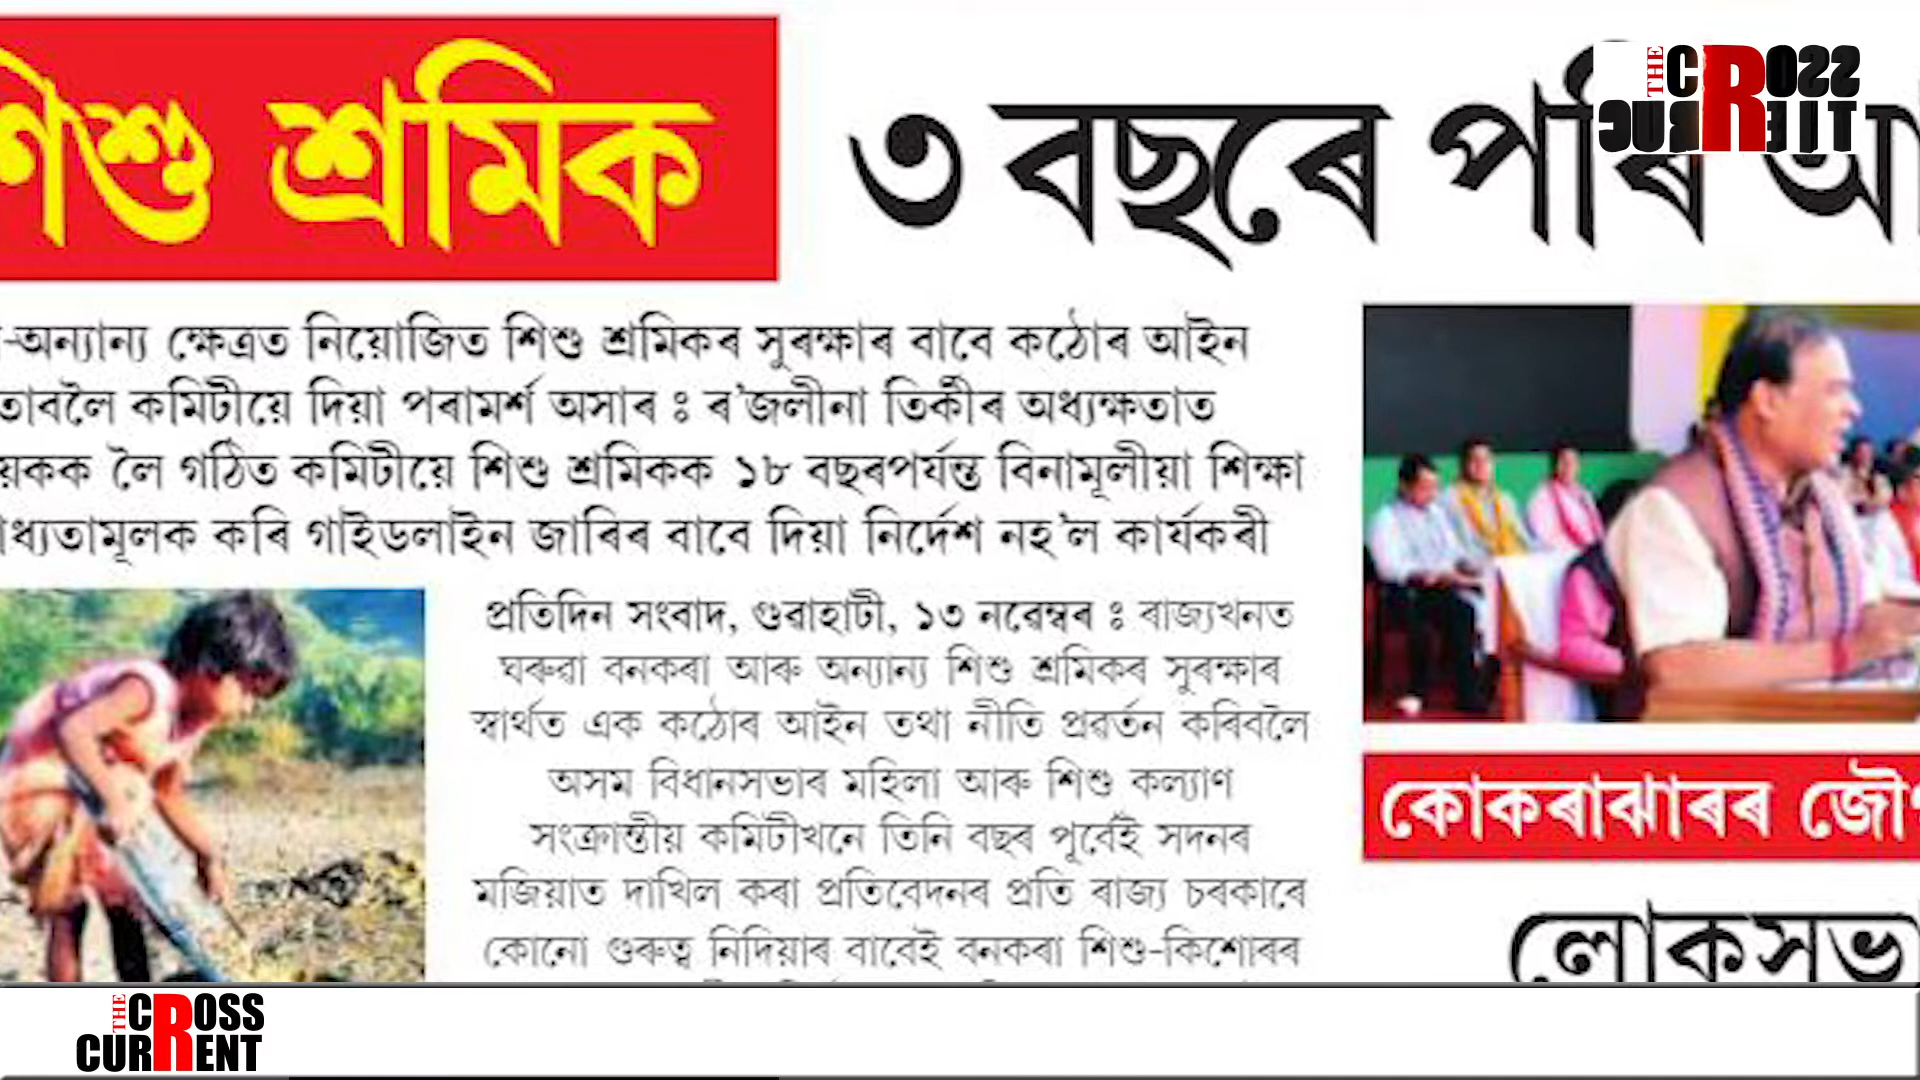 শিশু শ্ৰমিক
৩ বছৰে পৰি
THE CROSS CURRENT
-অন্যান্য ক্ষেত্ৰত নিয়োজিত শিশু শ্ৰমিকৰ সুৰক্ষাৰ বাবে কঠোৰ আইন
কমিটীয়ে দিয়া পৰামৰ্শ অসাৰ ঃ ৰ'জলীনা তিৰ্কীৰ অধ্যক্ষতাত
লৈ গঠিত কমিটীয়ে শিশু শ্ৰমিকক ১৮ বছৰপৰ্যন্ত বিনামূলীয়া শিক্ষা
কৰি গাইডলাইন জাৰিৰ বাবে দিয়া নিৰ্দেশ নহ'ল কাৰ্যকৰী
প্ৰতিদিন সংবাদ, গুৱাহাটী, ১৩ নৱেম্বৰ ঃ ৰাজ্যখনত
ঘৰুৱা বনকৰা আৰু অন্যান্য শিশু শ্ৰমিকৰ সুৰক্ষাৰ
স্বাৰ্থত এক কঠোৰ আইন তথা নীতি প্ৰৱৰ্তন কৰিবলৈ
অসম বিধানসভাৰ মহিলা আৰু শিশু কল্যাণ
সংক্ৰান্তীয় কমিটীখনে তিনি বছৰ পূৰ্বেই সদনৰ
মজিয়াত দাখিল কৰা প্ৰতিবেদনৰ প্ৰতি ৰাজ্য চৰকাৰে
কোনো গুৰুত্ব নিদিয়াৰ বাবেই বনকৰা শিশু-কিশোৰৰ
কোকৰাঝাৰৰ
লোকসভা
THE CROSS CURRENT